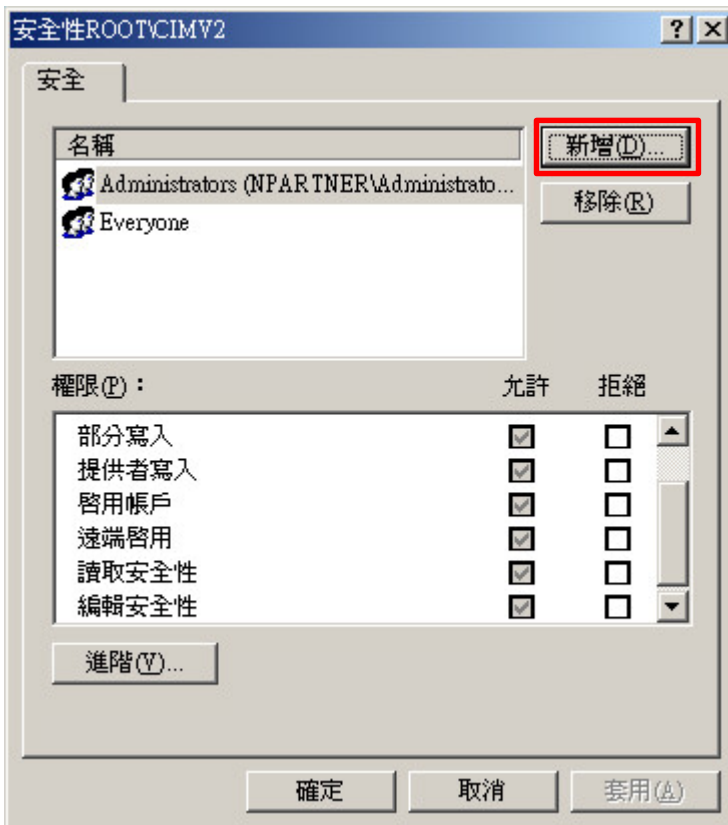 安全性ROOT\CIMV2
安全
名稱
新增(D)...
Administrators (NPARTNER\Administrato...
移除(R)
Everyone
權限(P)：
允許
拒絕
部分寫入
提供者寫入
啟用帳戶
遠端啟用
讀取安全性
編輯安全性
進階(V)...
確定
取消
套用(A)